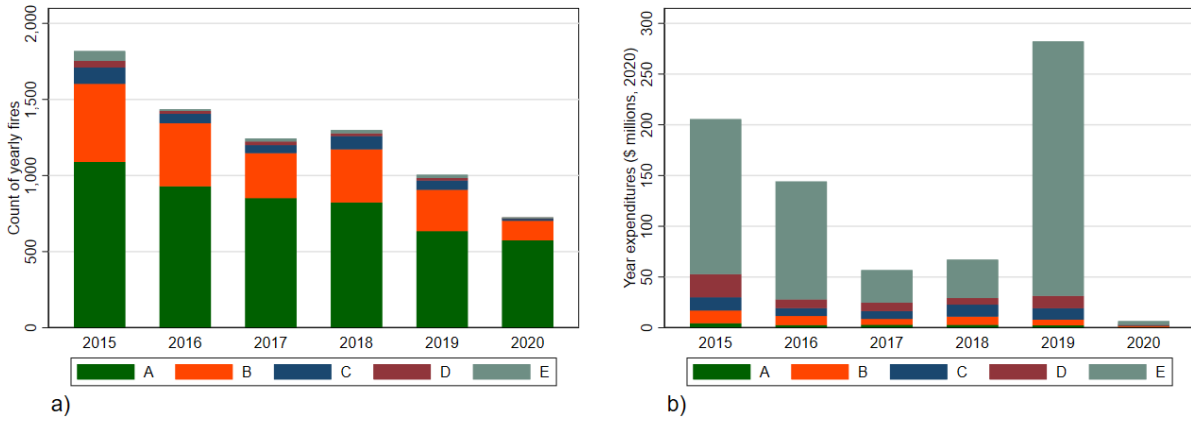 Count of yearly fires
2,000
1,500
1,000
500
0
2015 2016 2017 2018 2019 2020
A B C D E
a)
Year expenditures ($ millions, 2020)
300
250
200
150
100
50
0
2015 2016 2017 2018 2019 2020
A B C D E
b)